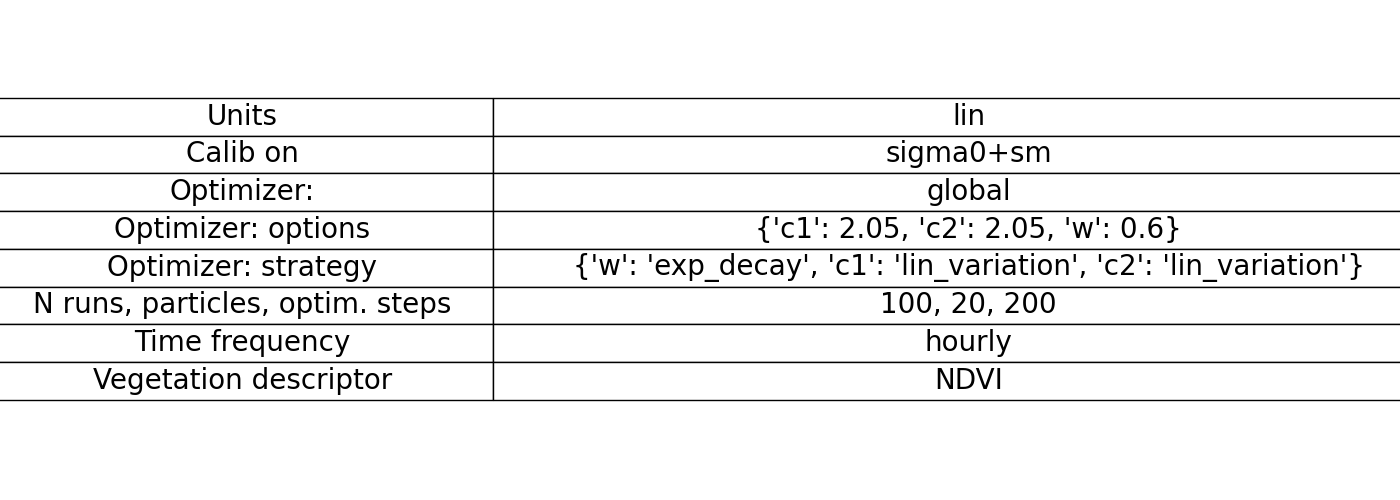 Units lin
Calib on sigma0+sm
Optimizer: global
Optimizer: options {'c1': 2.05, 'c2': 2.05, 'w': 0.6}
Optimizer: strategy {'w': 'exp_decay', 'c1': 'lin_variation', 'c2': 'lin_variation'}
N runs, particles, optim. steps 100, 20, 200
Time frequency hourly
Vegetation descriptor NDVI